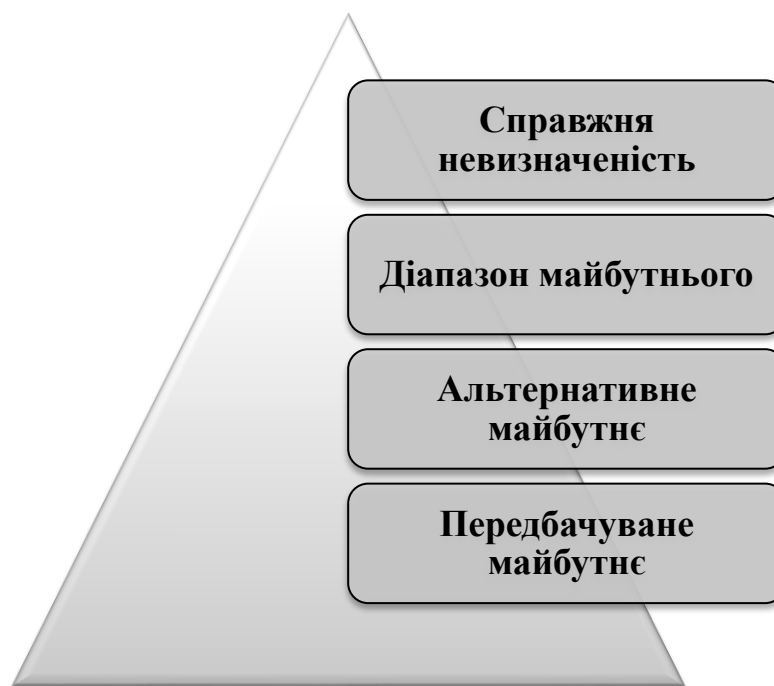 Справжня
невизначеність
Діапазон майбутнього
Альтернативне
майбутнє
Передбачуване
майбутнє